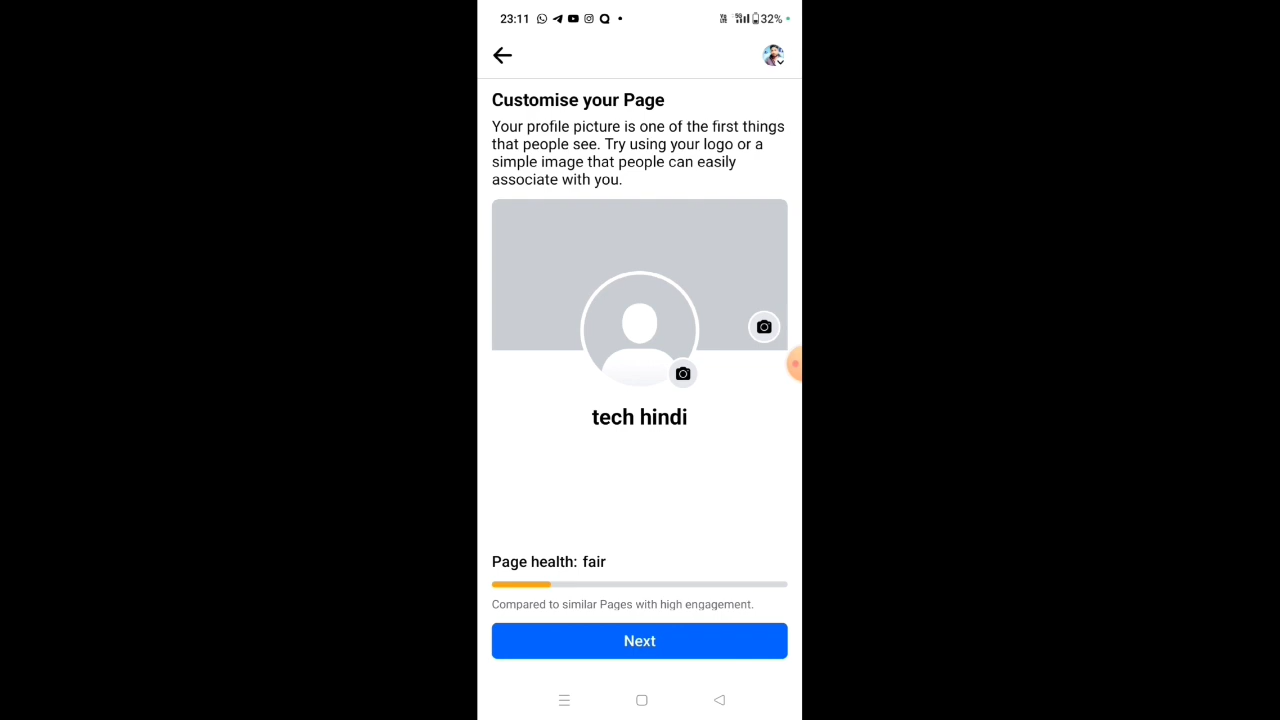 23:11
32%
Customise your Page
Your profile picture is one of the first things
that people see. Try using your logo or a
simple image that people can easily
associate with you.
tech hindi
Page health: fair
Compared to similar Pages with high engagement.
Next